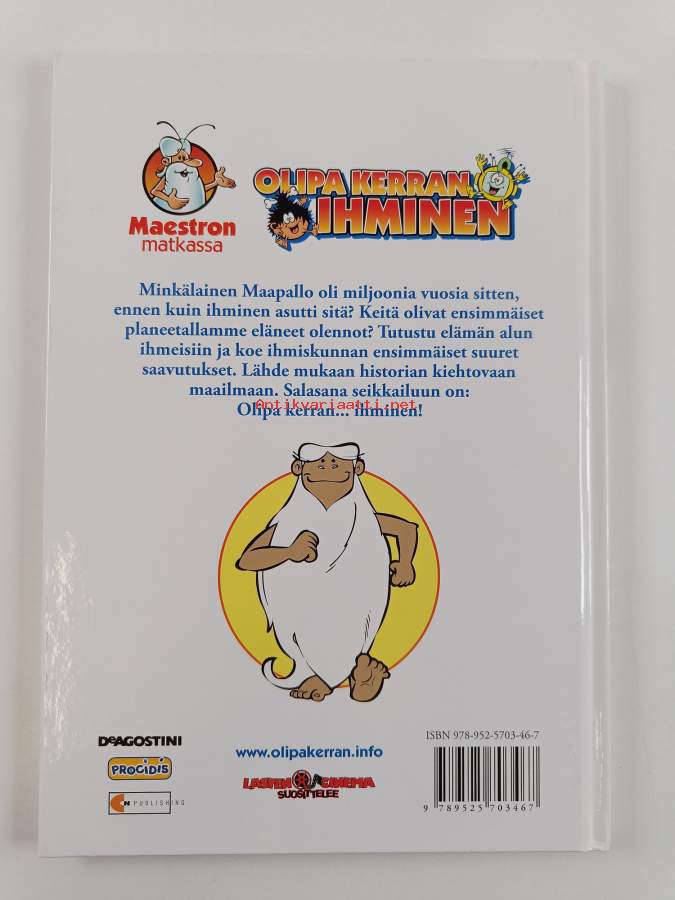 Maestron
matkassa
OLIPA KERRAN
IHMINEN
Minkälainen Maapallo oli miljoonia vuosia sitten,
ennen kuin ihminen asutti sitä? Keitä olivat ensimmäiset
planeetallamme eläneet olennot? Tutustu elämän alun
ihmeisiin ja koe ihmiskunnan ensimmäiset suuret
saavutukset. Lähde mukaan historian kiehtovaan
maailmaan. Salasana seikkailuun on:
Antikvariaatti.net
Olipa kerran... ihminen!
ISBN 978-952-5703-46-7
DeAGOSTINI
www.olipakerran.info
PROCIDIS
LASTEN CINEMA
SUOSITTELEE
PUBLISHING
9 789525 703467